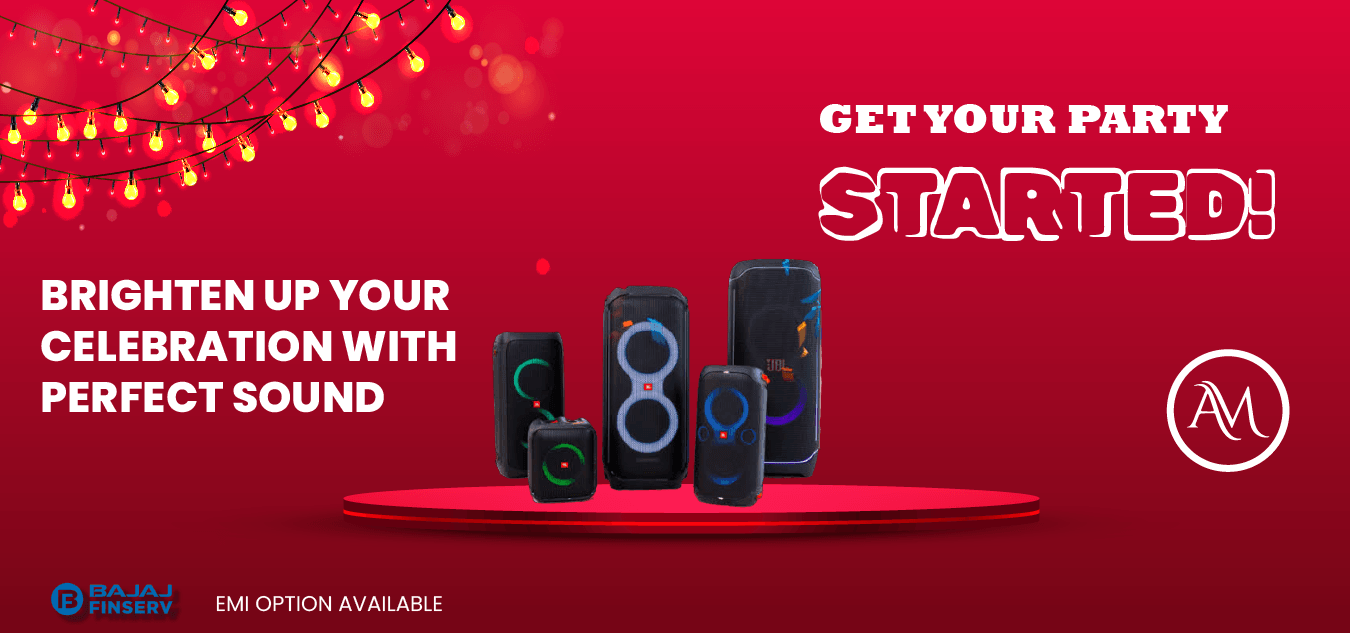 GET YOUR PARTY
STARTED!
BRIGHTEN UP YOUR
CELEBRATION WITH
PERFECT SOUND
JBL
AM
BAJAJ
FINSERV
EMI OPTION AVAILABLE